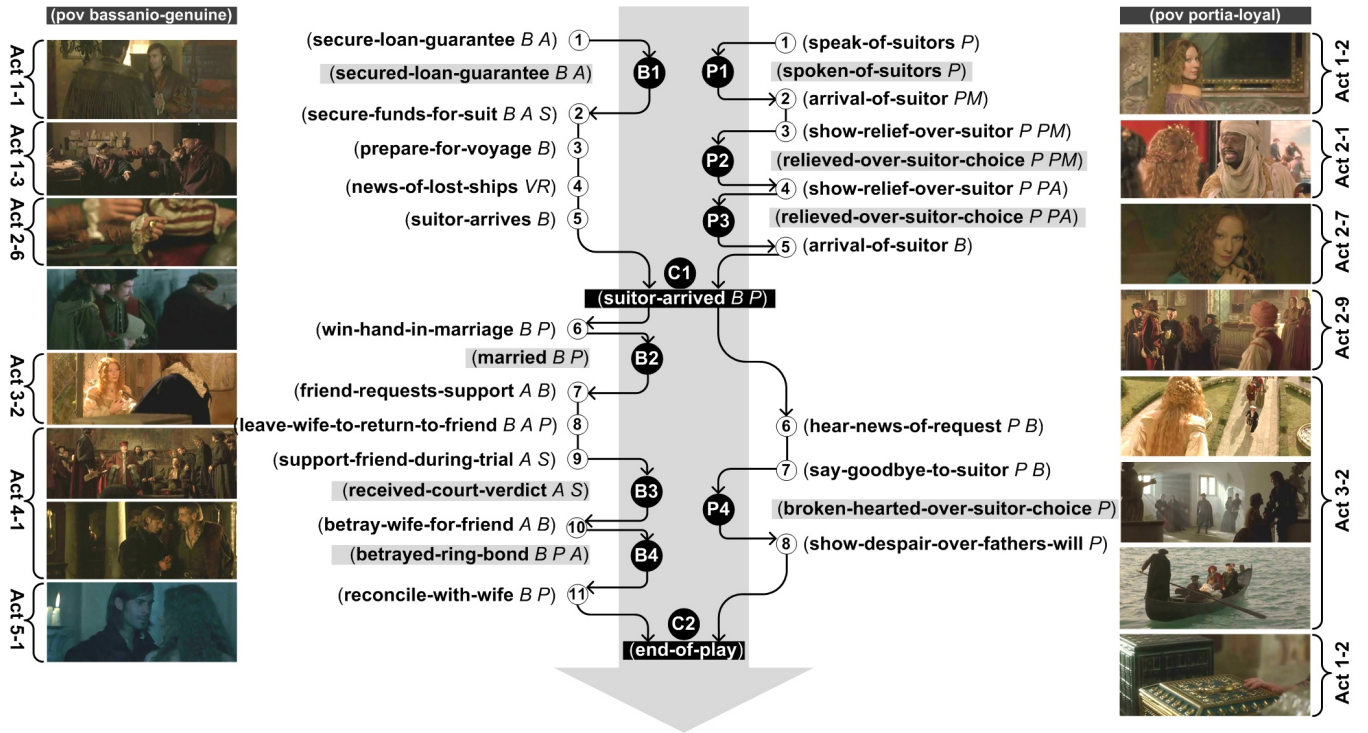 (pov bassanio-genuine)
Act 1-1
Act 1-3
Act 2-6
Act 3-2
Act 4-1
Act 5-1
(secure-loan-guarantee B A) 1
(secured-loan-guarantee B A) B1
(secure-funds-for-suit B A S) 2
(prepare-for-voyage B) 3
(news-of-lost-ships VR) 4
(suitor-arrives B) 5
C1
(suitor-arrived B P)
(win-hand-in-marriage B P) 6
(married B P) B2
(friend-requests-support A B) 7
(leave-wife-to-return-to-friend B A P) 8
(support-friend-during-trial A S) 9
(received-court-verdict A S) B3
(betray-wife-for-friend A B) 10
(betrayed-ring-bond B P A) B4
(reconcile-with-wife B P) 11
C2
(end-of-play)
1 (speak-of-suitors P)
P1 (spoken-of-suitors P)
2 (arrival-of-suitor PM)
3 (show-relief-over-suitor P PM)
P2 (relieved-over-suitor-choice P PM)
4 (show-relief-over-suitor P PA)
P3 (relieved-over-suitor-choice P PA)
5 (arrival-of-suitor B)
6 (hear-news-of-request P B)
7 (say-goodbye-to-suitor P B)
P4 (broken-hearted-over-suitor-choice P)
8 (show-despair-over-fathers-will P)
(pov portia-loyal)
Act 1-2
Act 2-1
Act 2-7
Act 2-9
Act 3-2
Act 1-2